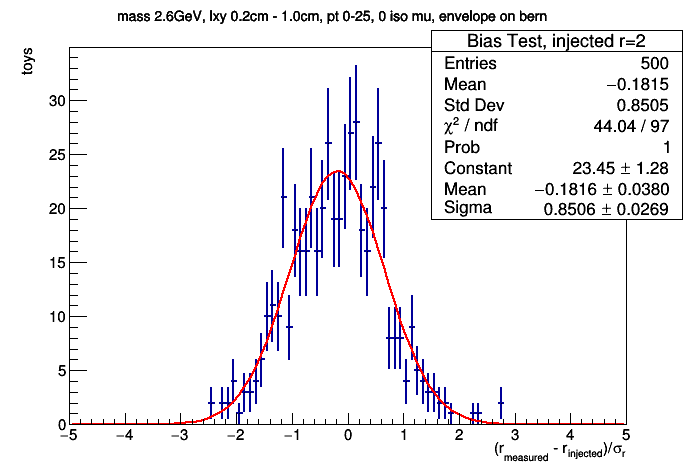 mass 2.6GeV, lxy 0.2cm - 1.0cm, pt 0-25, 0 iso mu, envelope on bern
toys
Bias Test, injected r=2
Entries 500
Mean −0.1815
Std Dev 0.8505
χ² / ndf 44.04 / 97
Prob 1
Constant 23.45 ± 1.28
Mean −0.1816 ± 0.0380
Sigma 0.8506 ± 0.0269
30
25
20
15
10
5
0
−5 −4 −3 −2 −1 0 1 2 3 4 5
(r_measured - r_injected)/σ_r